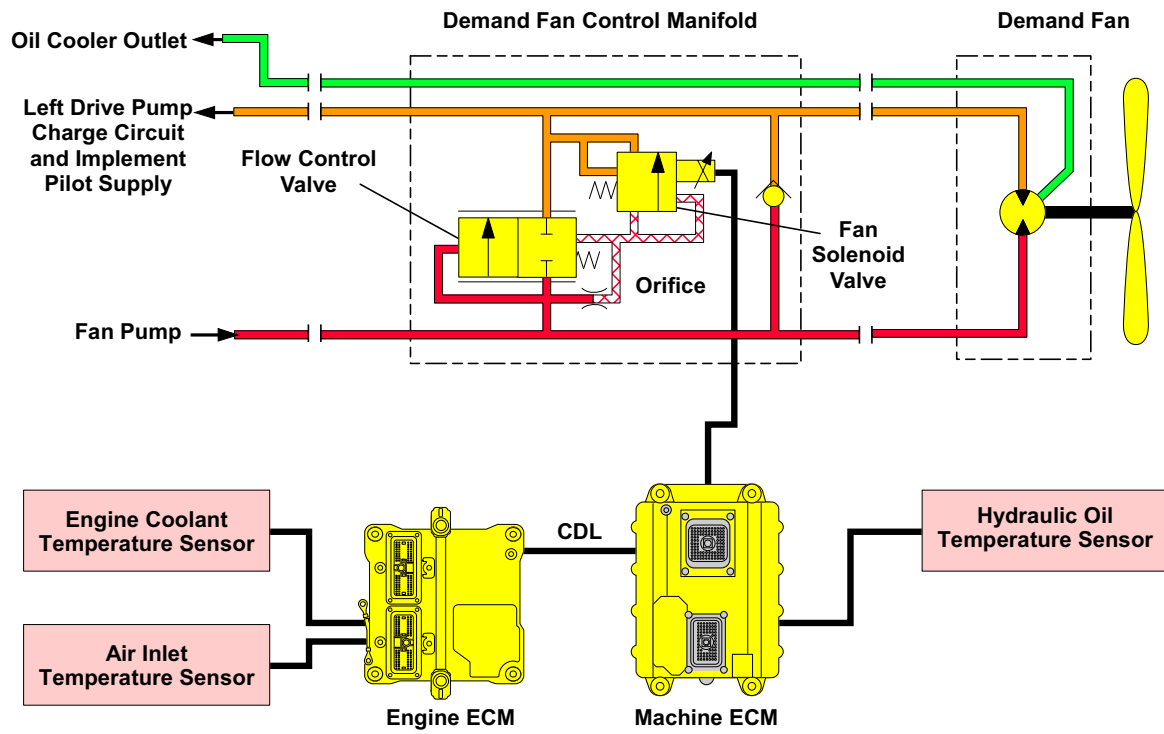 Demand Fan Control Manifold
Demand Fan
Oil Cooler Outlet
Left Drive Pump
Charge Circuit
and Implement
Pilot Supply
Flow Control
Valve
Fan
Solenoid
Valve
Orifice
Fan Pump
Engine Coolant
Temperature Sensor
CDL
Hydraulic Oil
Temperature Sensor
Air Inlet
Temperature Sensor
Engine ECM
Machine ECM